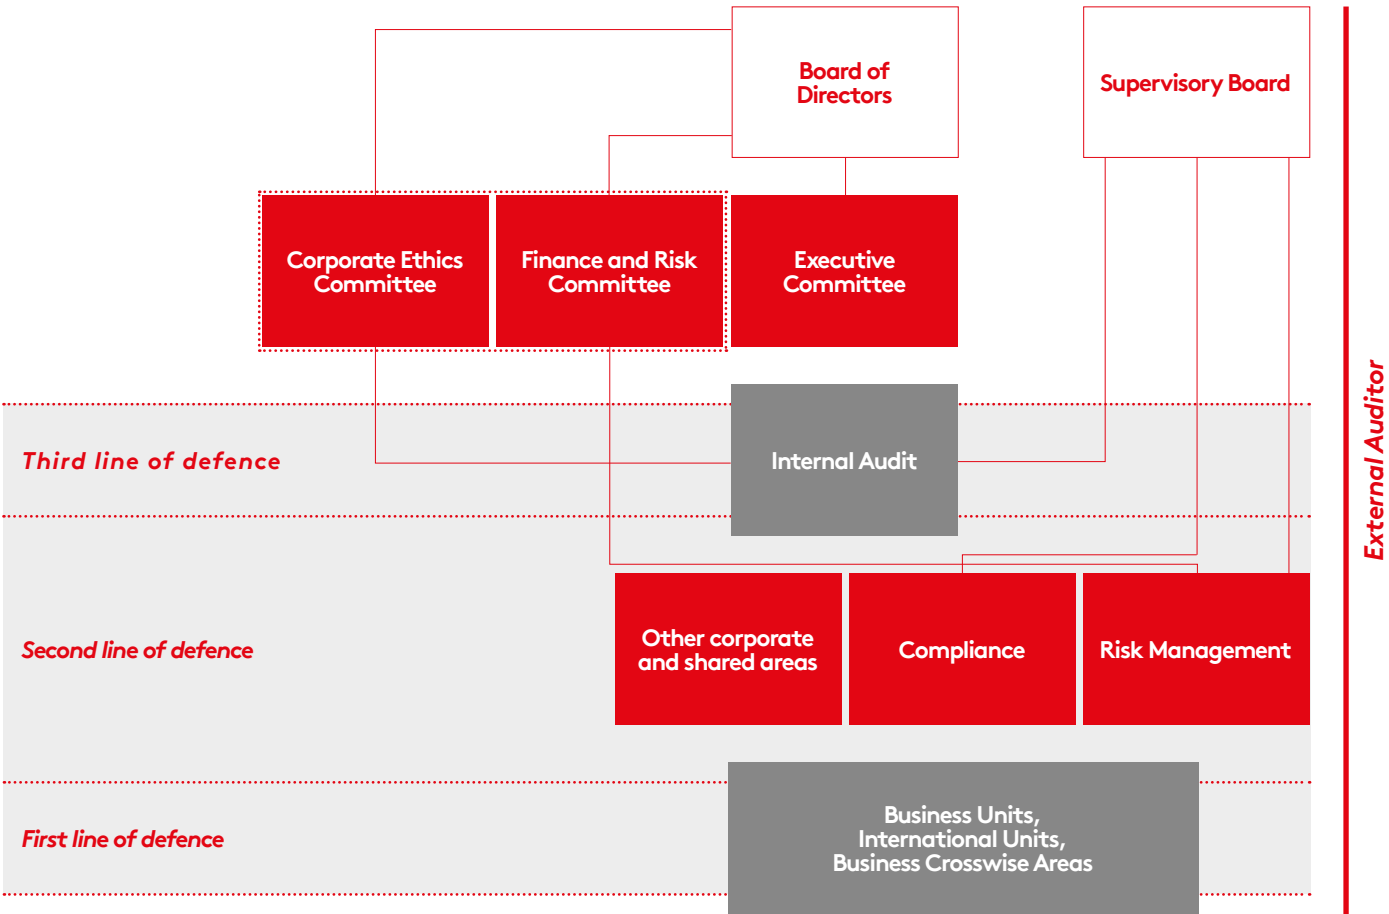 Board of
Directors
Supervisory Board
Corporate Ethics
Committee
Finance and Risk
Committee
Executive
Committee
Third line of defence
Internal Audit
External Auditor
Second line of defence
Other corporate
and shared areas
Compliance
Risk Management
First line of defence
Business Units,
International Units,
Business Crosswise Areas